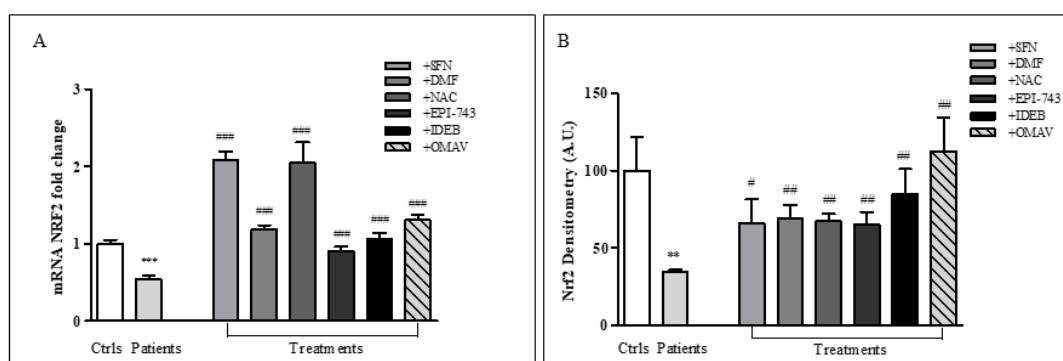 A
+SFN
+DMF
+NAC
+EPI-743
+IDEB
+OMAV
mRNA NRF2 fold change
3
2
1
0
***
###
###
###
###
###
###
Ctrls Patients
Treatments
B
+SFN
+DMF
+NAC
+EPI-743
+IDEB
+OMAV
Nrf2 Densitometry (A.U.)
150
100
50
0
**
#
##
##
##
##
##
Ctrls Patients
Treatments